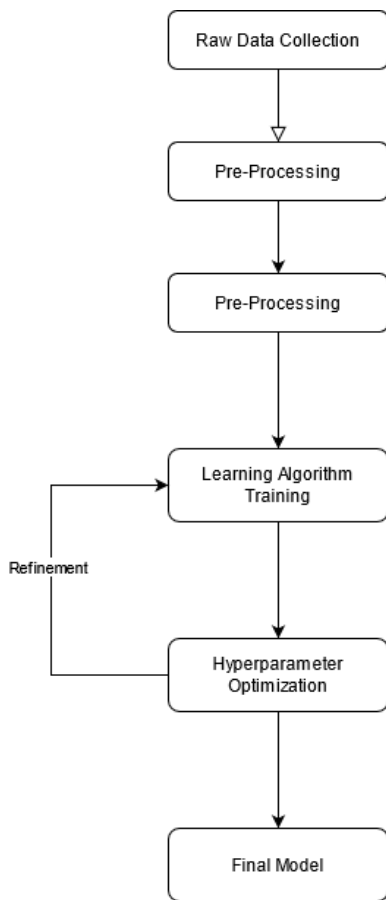 Raw Data Collection
Pre-Processing
Pre-Processing
Learning Algorithm
Training
Refinement
Hyperparameter
Optimization
Final Model